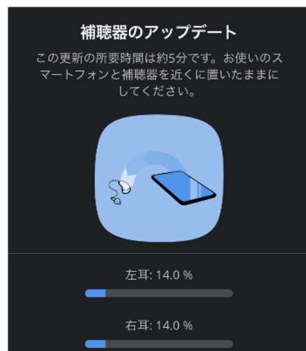 補聴器のアップデート
この更新の所要時間は約5分です。お使いのス
マートフォンと補聴器を近くに置いたままに
してください。
左耳: 14.0 %
右耳: 14.0 %